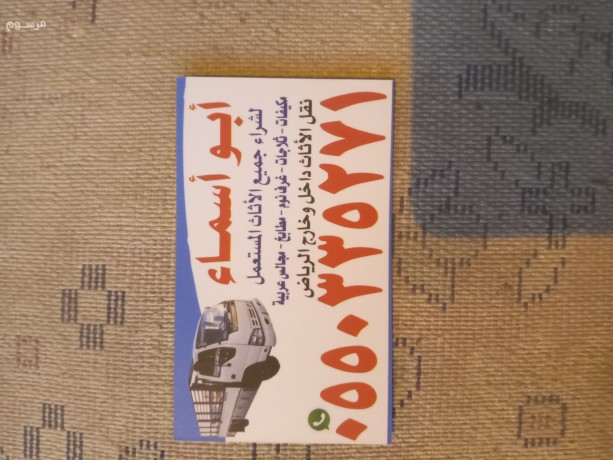 أبو أسماء
لشراء جميع الأثاث المستعمل
مكيفات - ثلاجات - غرف نوم - مطابخ - مجالس عربية
نقل الأثاث داخل وخارج الرياض
٠٥٥٠٣٣٥٢٧١
مرسوم